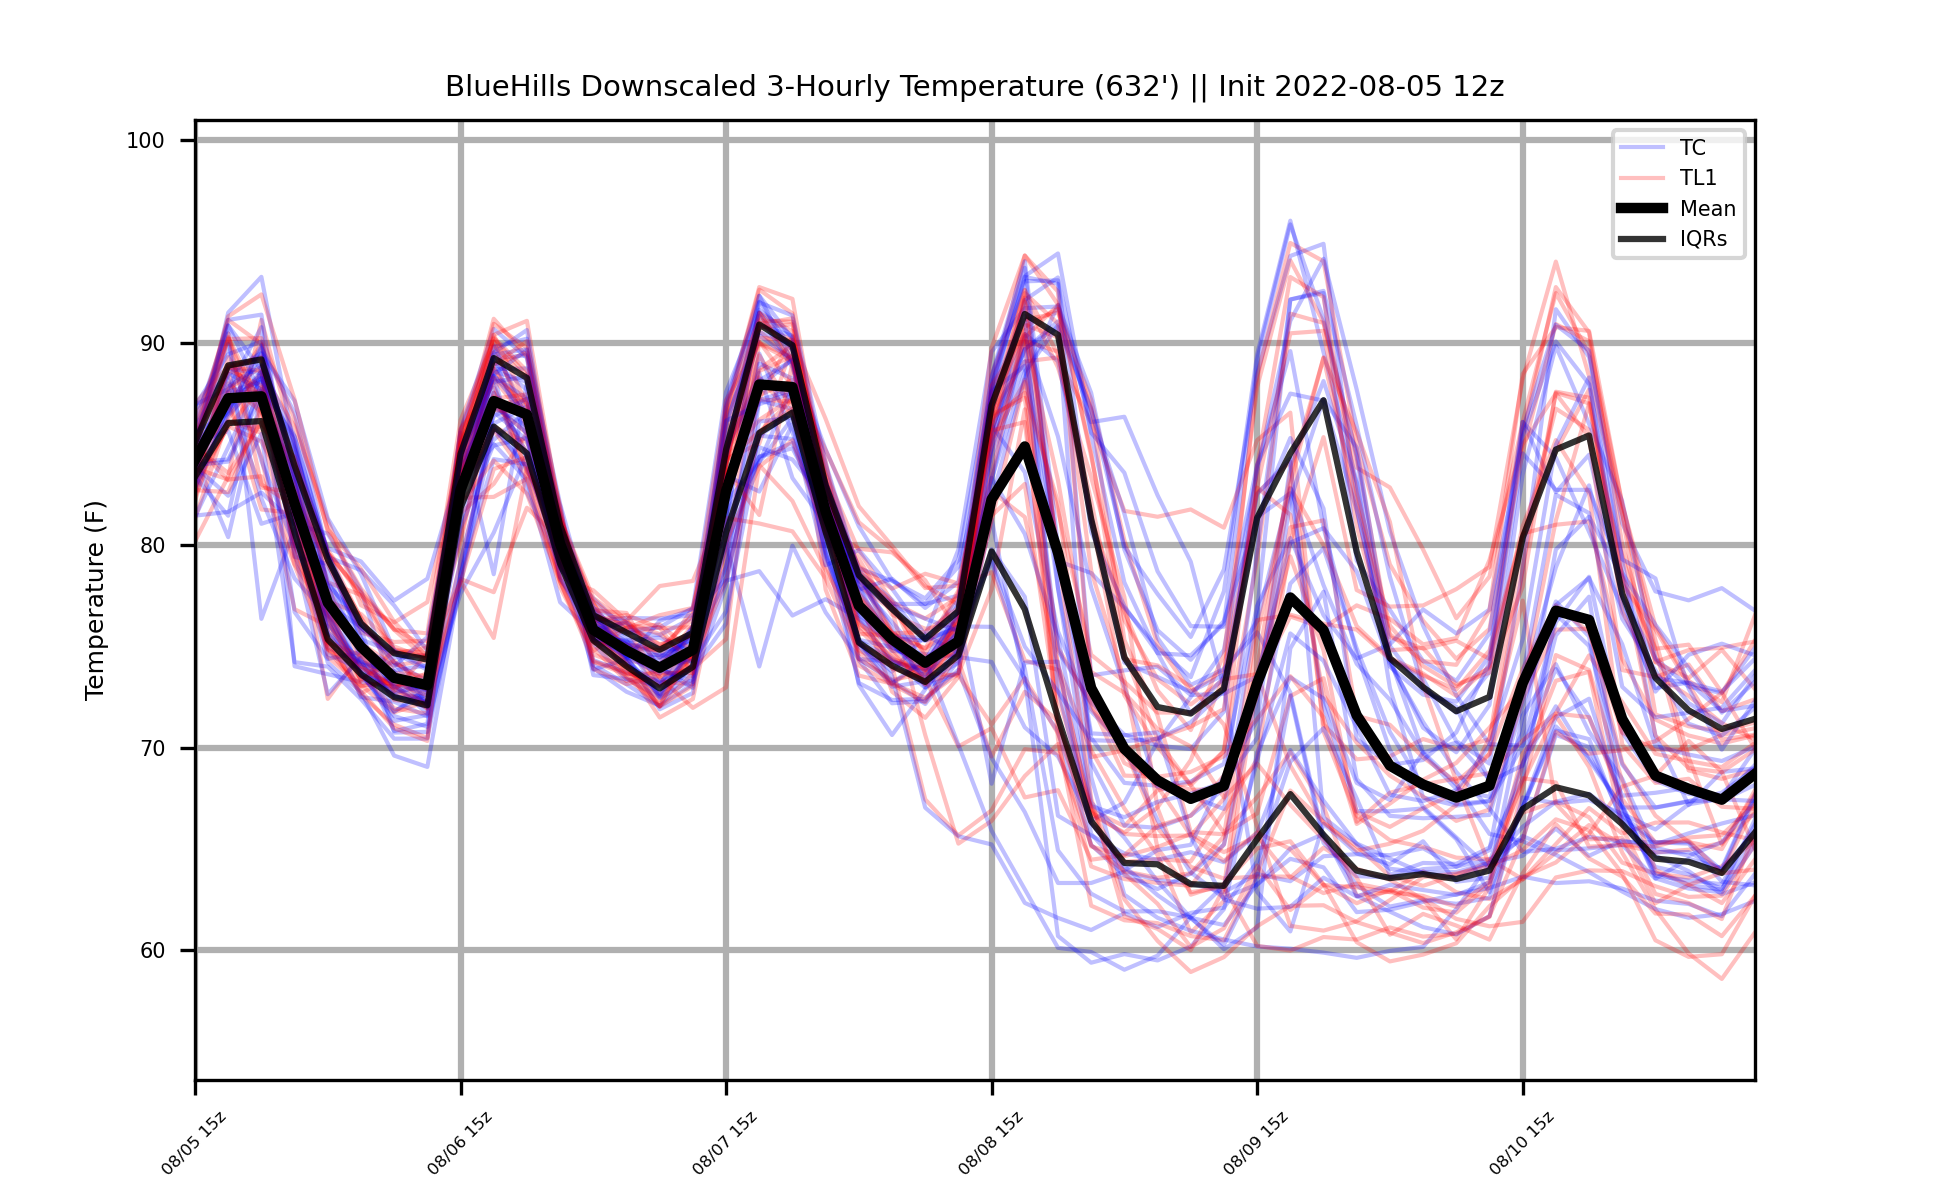 BlueHills Downscaled 3-Hourly Temperature (632') || Init 2022-08-05 12z
TC
TL1
Mean
IQRs
Temperature (F)
100
90
80
70
60
08/05 15z
08/06 15z
08/07 15z
08/08 15z
08/09 15z
08/10 15z